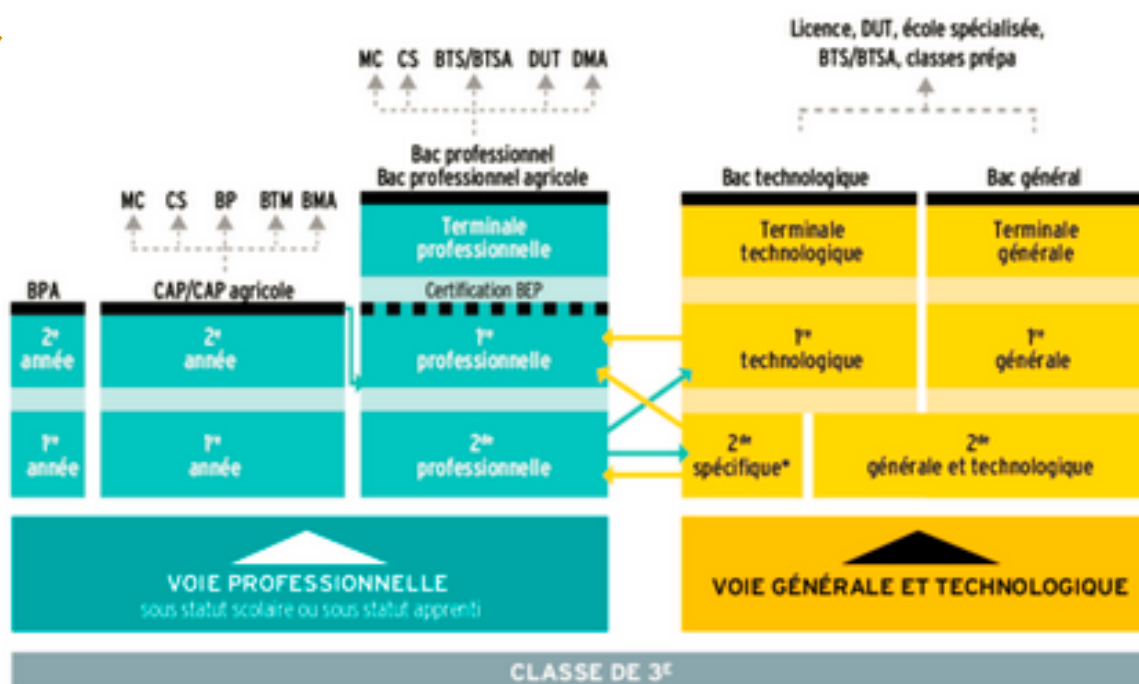 Licence, DUT, école spécialisée,
BTS/BTSA, classes prépa
MC CS BTS/BTSA DUT DMA
Bac professionnel
Bac professionnel agricole
Bac technologique
Bac général
MC CS BP BTM BMA
Terminale
professionnelle
Terminale
technologique
Terminale
générale
BPA
CAP/CAP agricole
Certification BEP
2e
année
2e
année
1re
professionnelle
1re
technologique
1re
générale
1re
année
1re
année
2de
professionnelle
2de
spécifique*
2de
générale et technologique
VOIE PROFESSIONNELLE
sous statut scolaire ou sous statut apprenti
VOIE GÉNÉRALE ET TECHNOLOGIQUE
CLASSE DE 3E